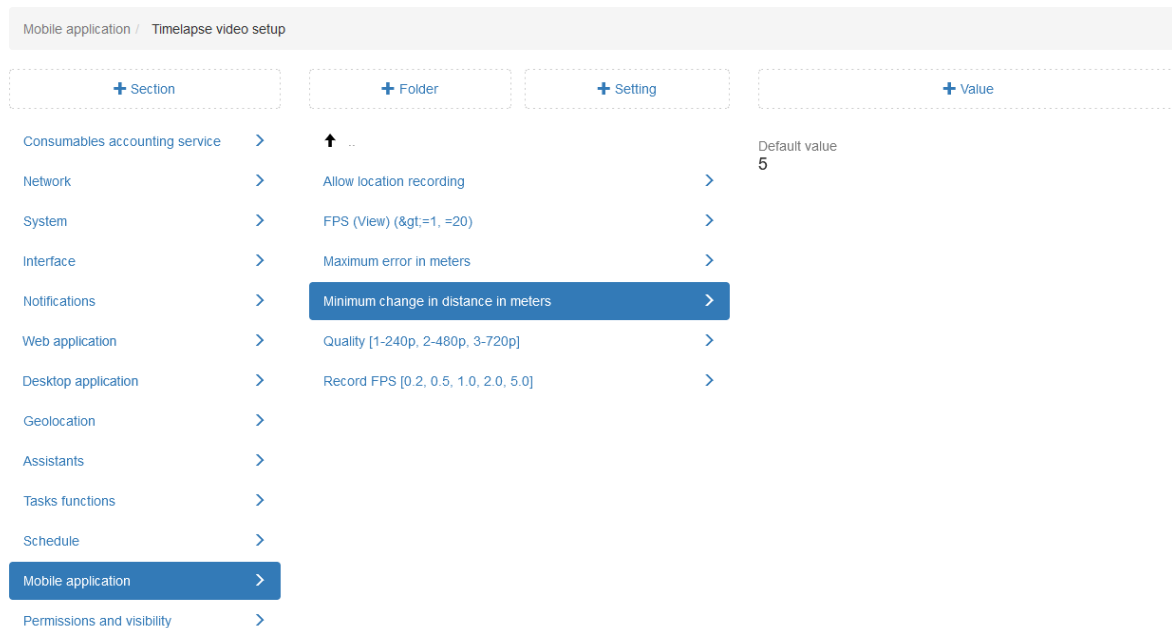 Mobile application / Timelapse video setup
+ Section
+ Folder
+ Setting
+ Value
Consumables accounting service
Network
System
Interface
Notifications
Web application
Desktop application
Geolocation
Assistants
Tasks functions
Schedule
Mobile application
Permissions and visibility
..
Allow location recording
FPS (View) (&gt;=1, =20)
Maximum error in meters
Minimum change in distance in meters
Quality [1-240p, 2-480p, 3-720p]
Record FPS [0.2, 0.5, 1.0, 2.0, 5.0]
Default value
5